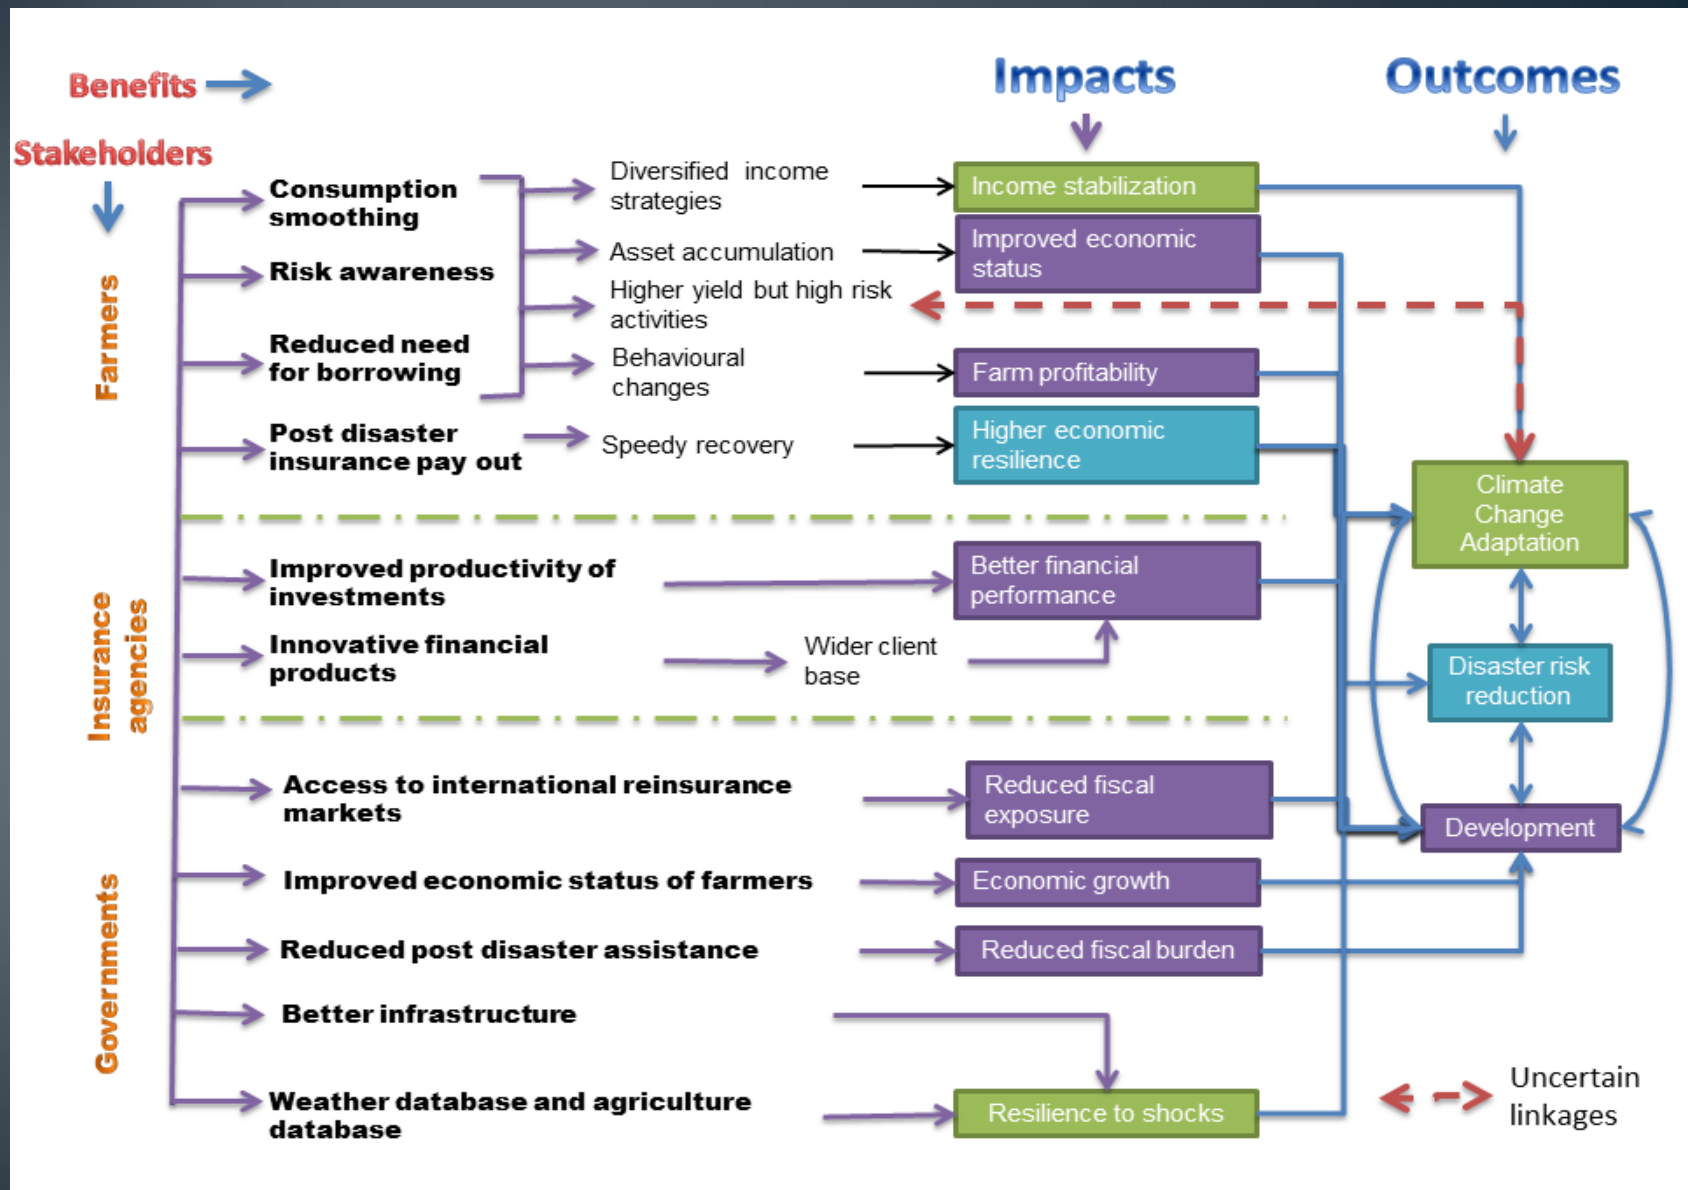 Benefits
Stakeholders
Impacts
Outcomes
Farmers
Consumption
smoothing
Risk awareness
Reduced need
for borrowing
Post disaster
insurance pay out
Diversified income
strategies
Asset accumulation
Higher yield but high risk
activities
Behavioural
changes
Speedy recovery
Income stabilization
Improved economic
status
Farm profitability
Higher economic
resilience
Insurance
agencies
Improved productivity of
investments
Innovative financial
products
Wider client
base
Better financial
performance
Governments
Access to international reinsurance
markets
Improved economic status of farmers
Reduced post disaster assistance
Better infrastructure
Weather database and agriculture
database
Reduced fiscal
exposure
Economic growth
Reduced fiscal burden
Resilience to shocks
Climate
Change
Adaptation
Disaster risk
reduction
Development
Uncertain
linkages